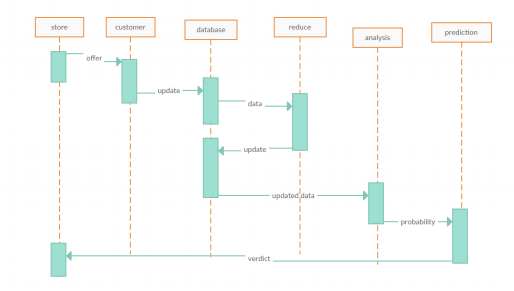 store
customer
database
reduce
analysis
prediction
offer
update
data
update
updated data
probability
verdict